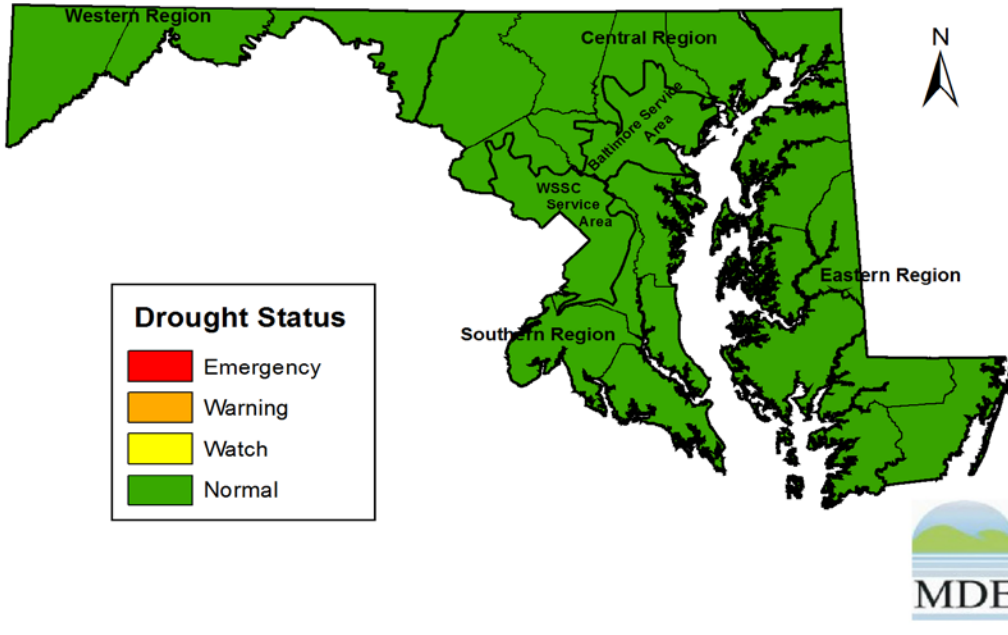 Western Region
Central Region
N
Baltimore Service
Area
WSSC
Service
Area
Eastern Region
Southern Region
Drought Status
Emergency
Warning
Watch
Normal
MDE